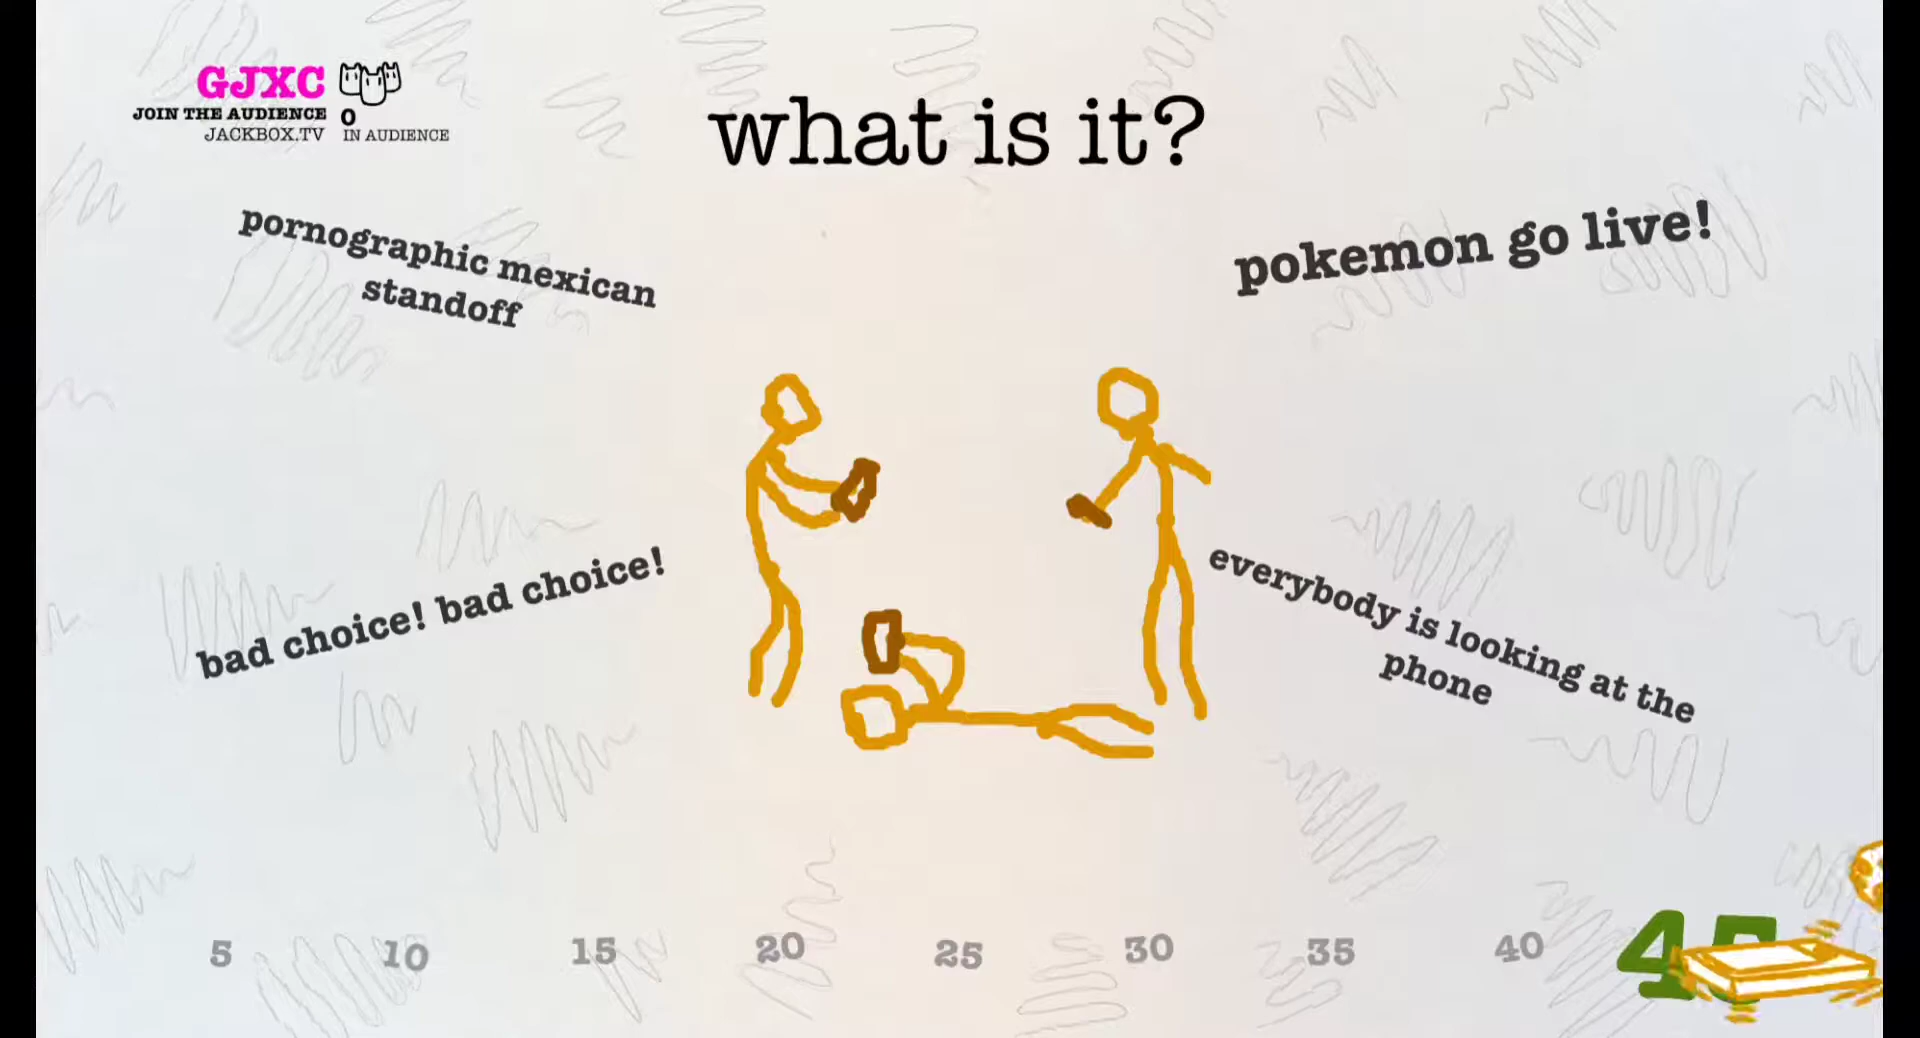 GJXC
JOIN THE AUDIENCE 0
JACKBOX.TV IN AUDIENCE
what is it?
pornographic mexican
standoff
pokemon go live!
bad choice! bad choice!
everybody is looking at the
phone
5 10 15 20 25 30 35 40 45